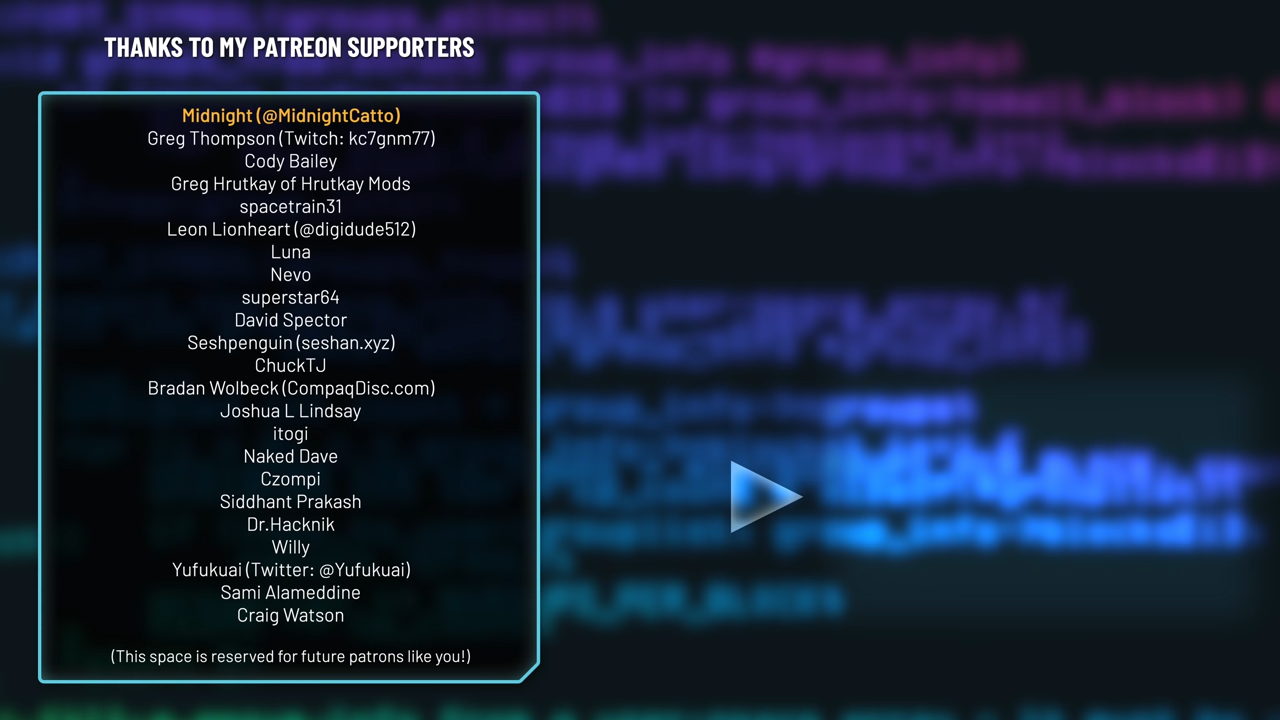 THANKS TO MY PATREON SUPPORTERS
Midnight (@MidnightCatto)
Greg Thompson (Twitch: kc7gnm77)
Cody Bailey
Greg Hrutkay of Hrutkay Mods
spacetrain31
Leon Lionheart (@digidude512)
Luna
Nevo
superstar64
David Spector
Seshpenguin (seshan.xyz)
ChuckTJ
Bradan Wolbeck (CompaqDisc.com)
Joshua L Lindsay
itogi
Naked Dave
Czompi
Siddhant Prakash
Dr.Hacknik
Willy
Yufukuai (Twitter: @Yufukuai)
Sami Alameddine
Craig Watson
(This space is reserved for future patrons like you!)